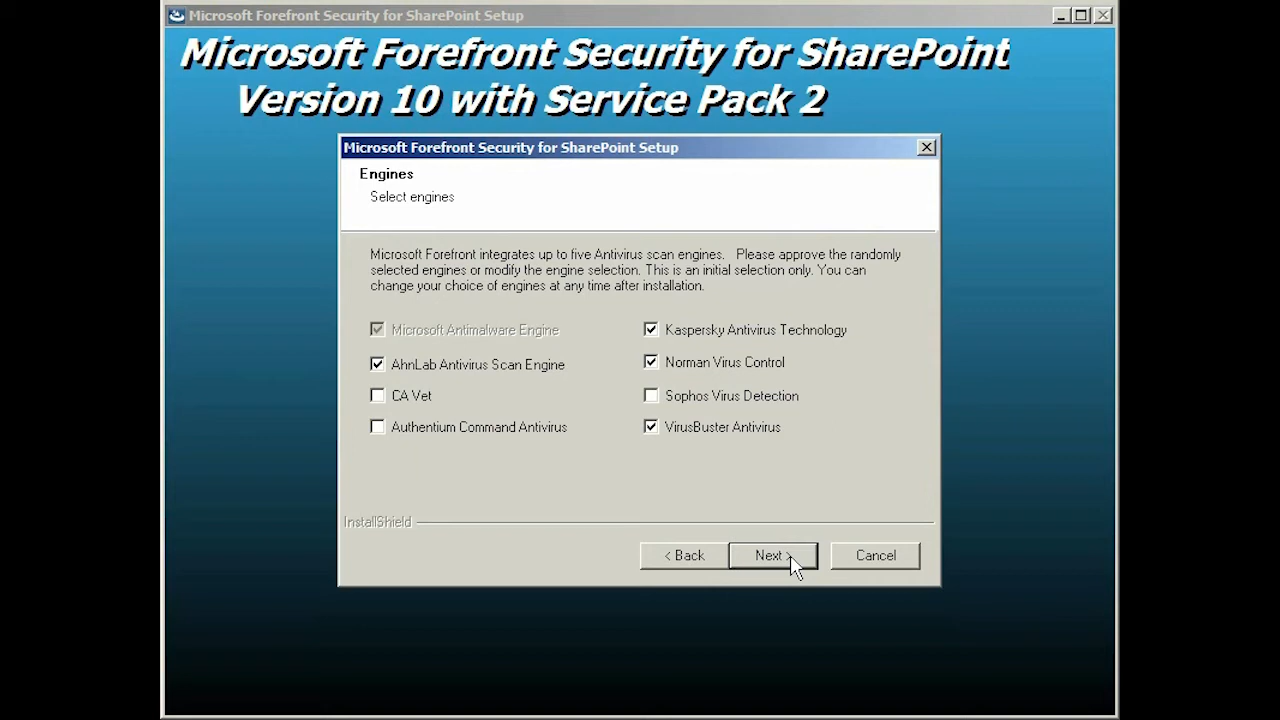 Microsoft Forefront Security for SharePoint Setup
Microsoft Forefront Security for SharePoint
Version 10 with Service Pack 2
Microsoft Forefront Security for SharePoint Setup
Engines
Select engines
Microsoft Forefront integrates up to five Antivirus scan engines.   Please approve the randomly
selected engines or modify the engine selection. This is an initial selection only. You can
change your choice of engines at any time after installation.
Microsoft Antimalware Engine
Kaspersky Antivirus Technology
AhnLab Antivirus Scan Engine
Norman Virus Control
CA Vet
Sophos Virus Detection
Authentium Command Antivirus
VirusBuster Antivirus
InstallShield
< Back
Next >
Cancel